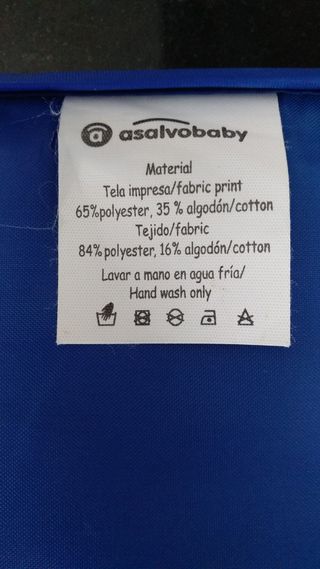 asalvobaby
Material
Tela impresa/fabric print
65%polyester, 35 % algodón/cotton
Tejido/fabric
84% polyester, 16% algodón/cotton
Lavar a mano en agua fría/
Hand wash only